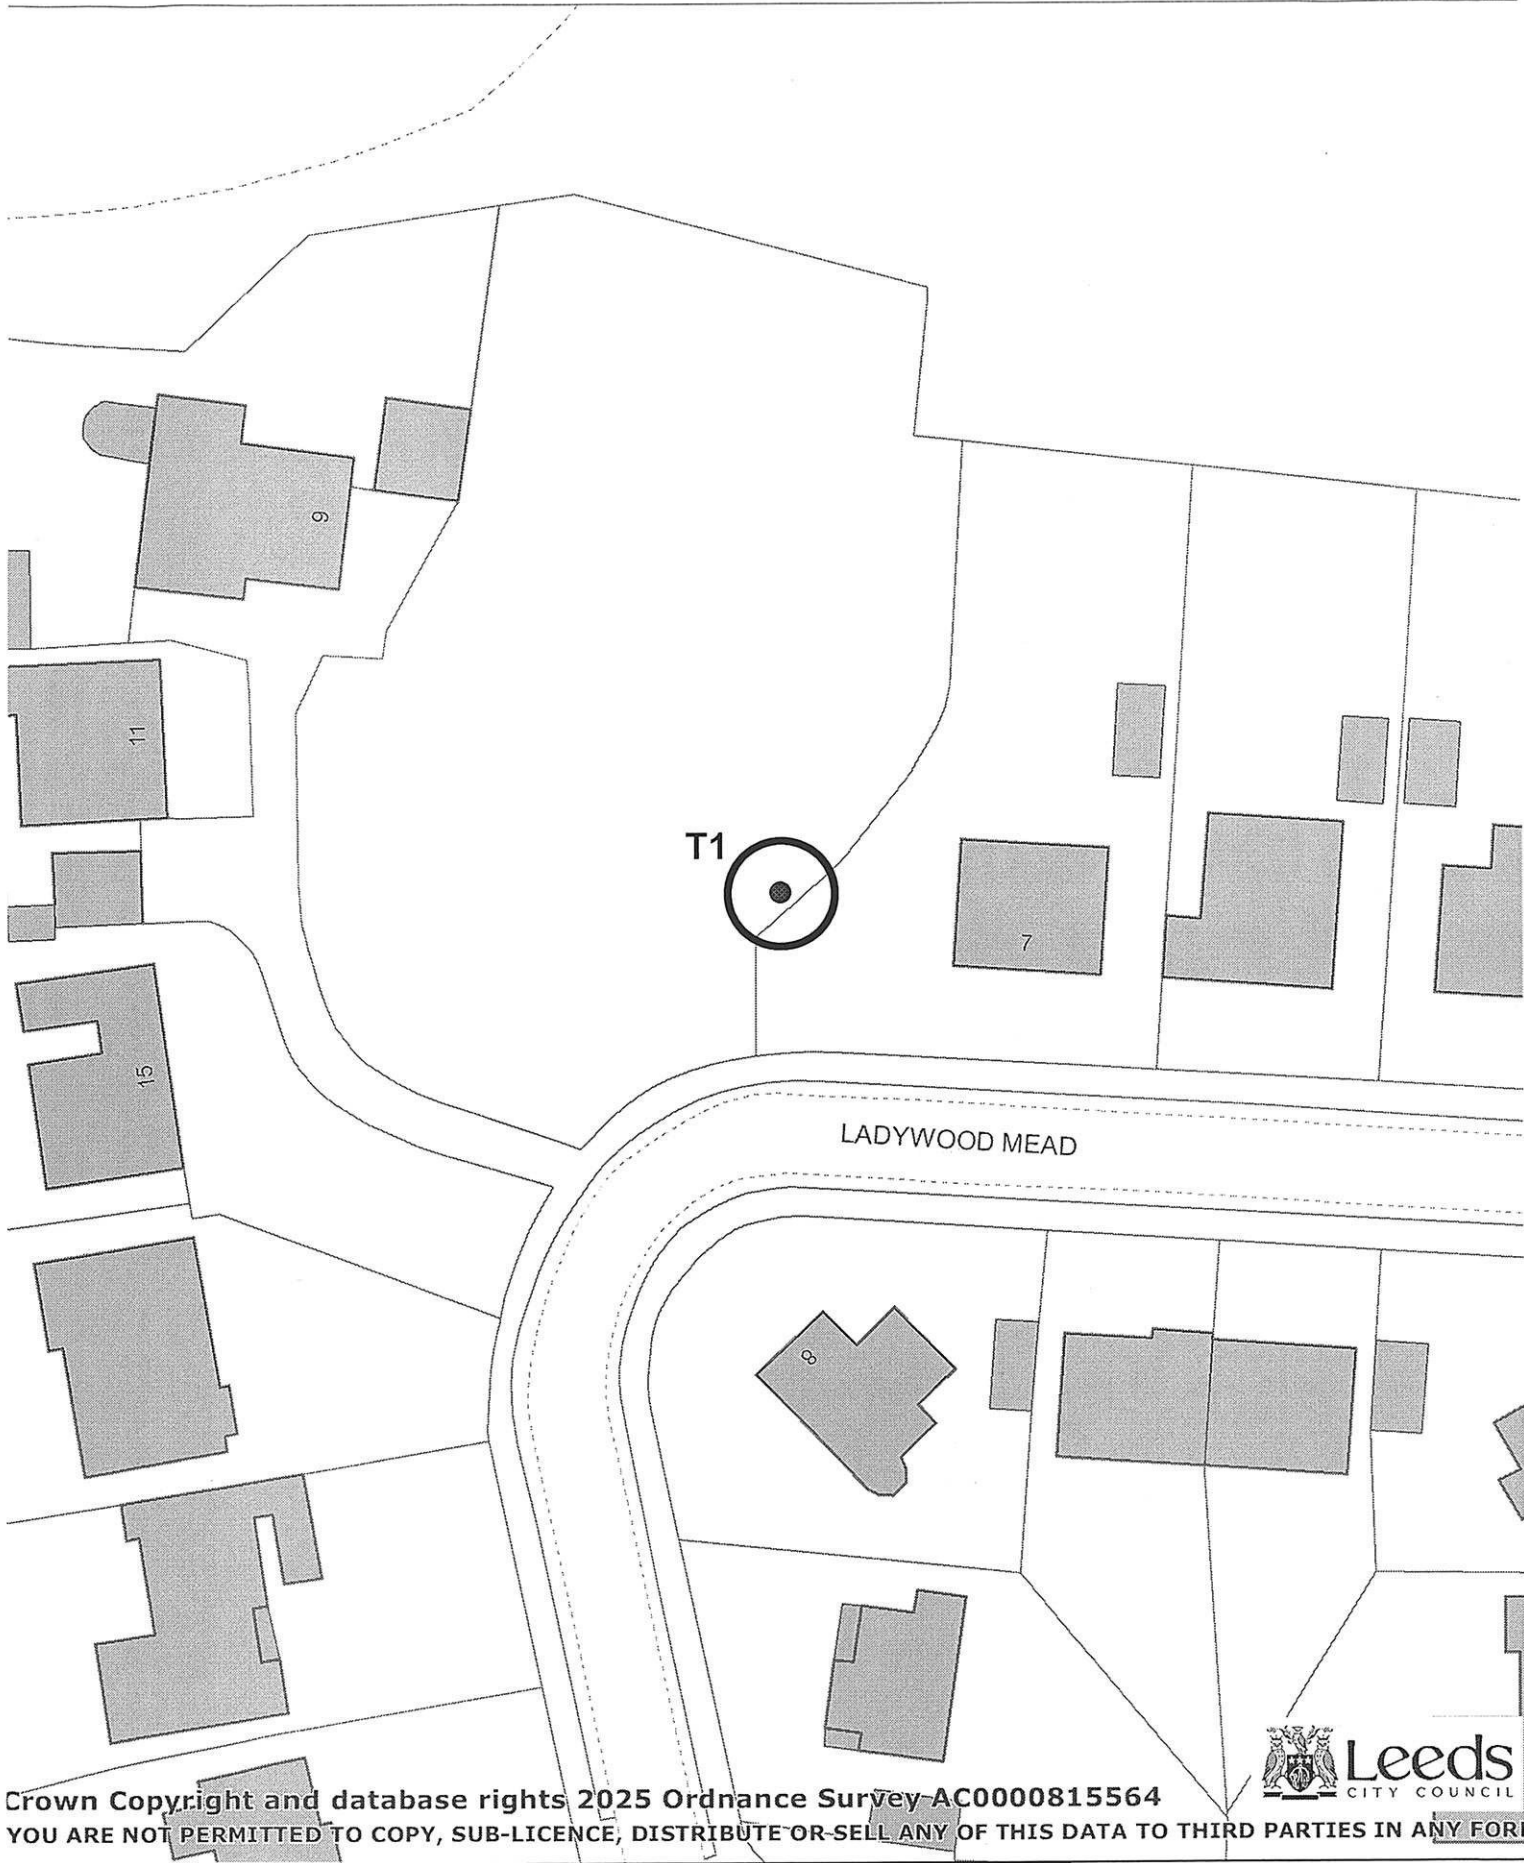 9
11
T1
7
15
LADYWOOD MEAD
8
Leeds
CITY COUNCIL
Crown Copyright and database rights 2025 Ordnance Survey AC0000815564
YOU ARE NOT PERMITTED TO COPY, SUB-LICENCE, DISTRIBUTE OR SELL ANY OF THIS DATA TO THIRD PARTIES IN ANY FOR